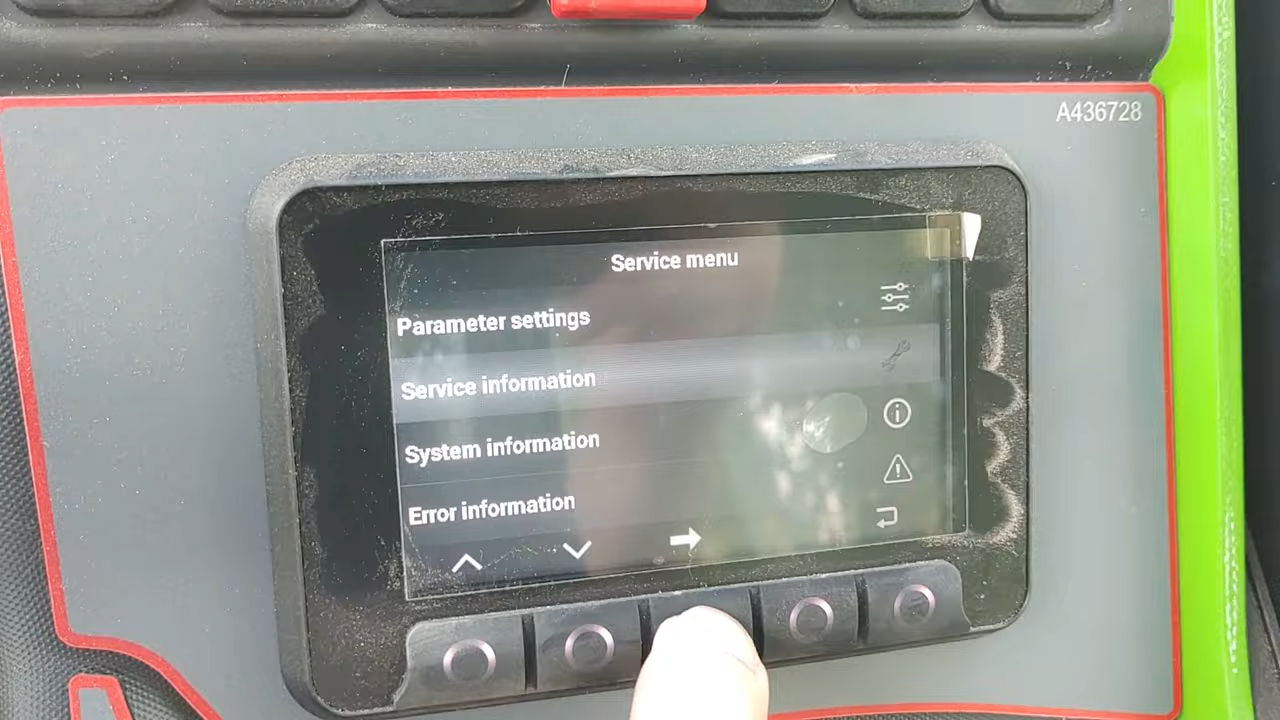 A436728
Service menu
Parameter settings
Service information
System information
Error information